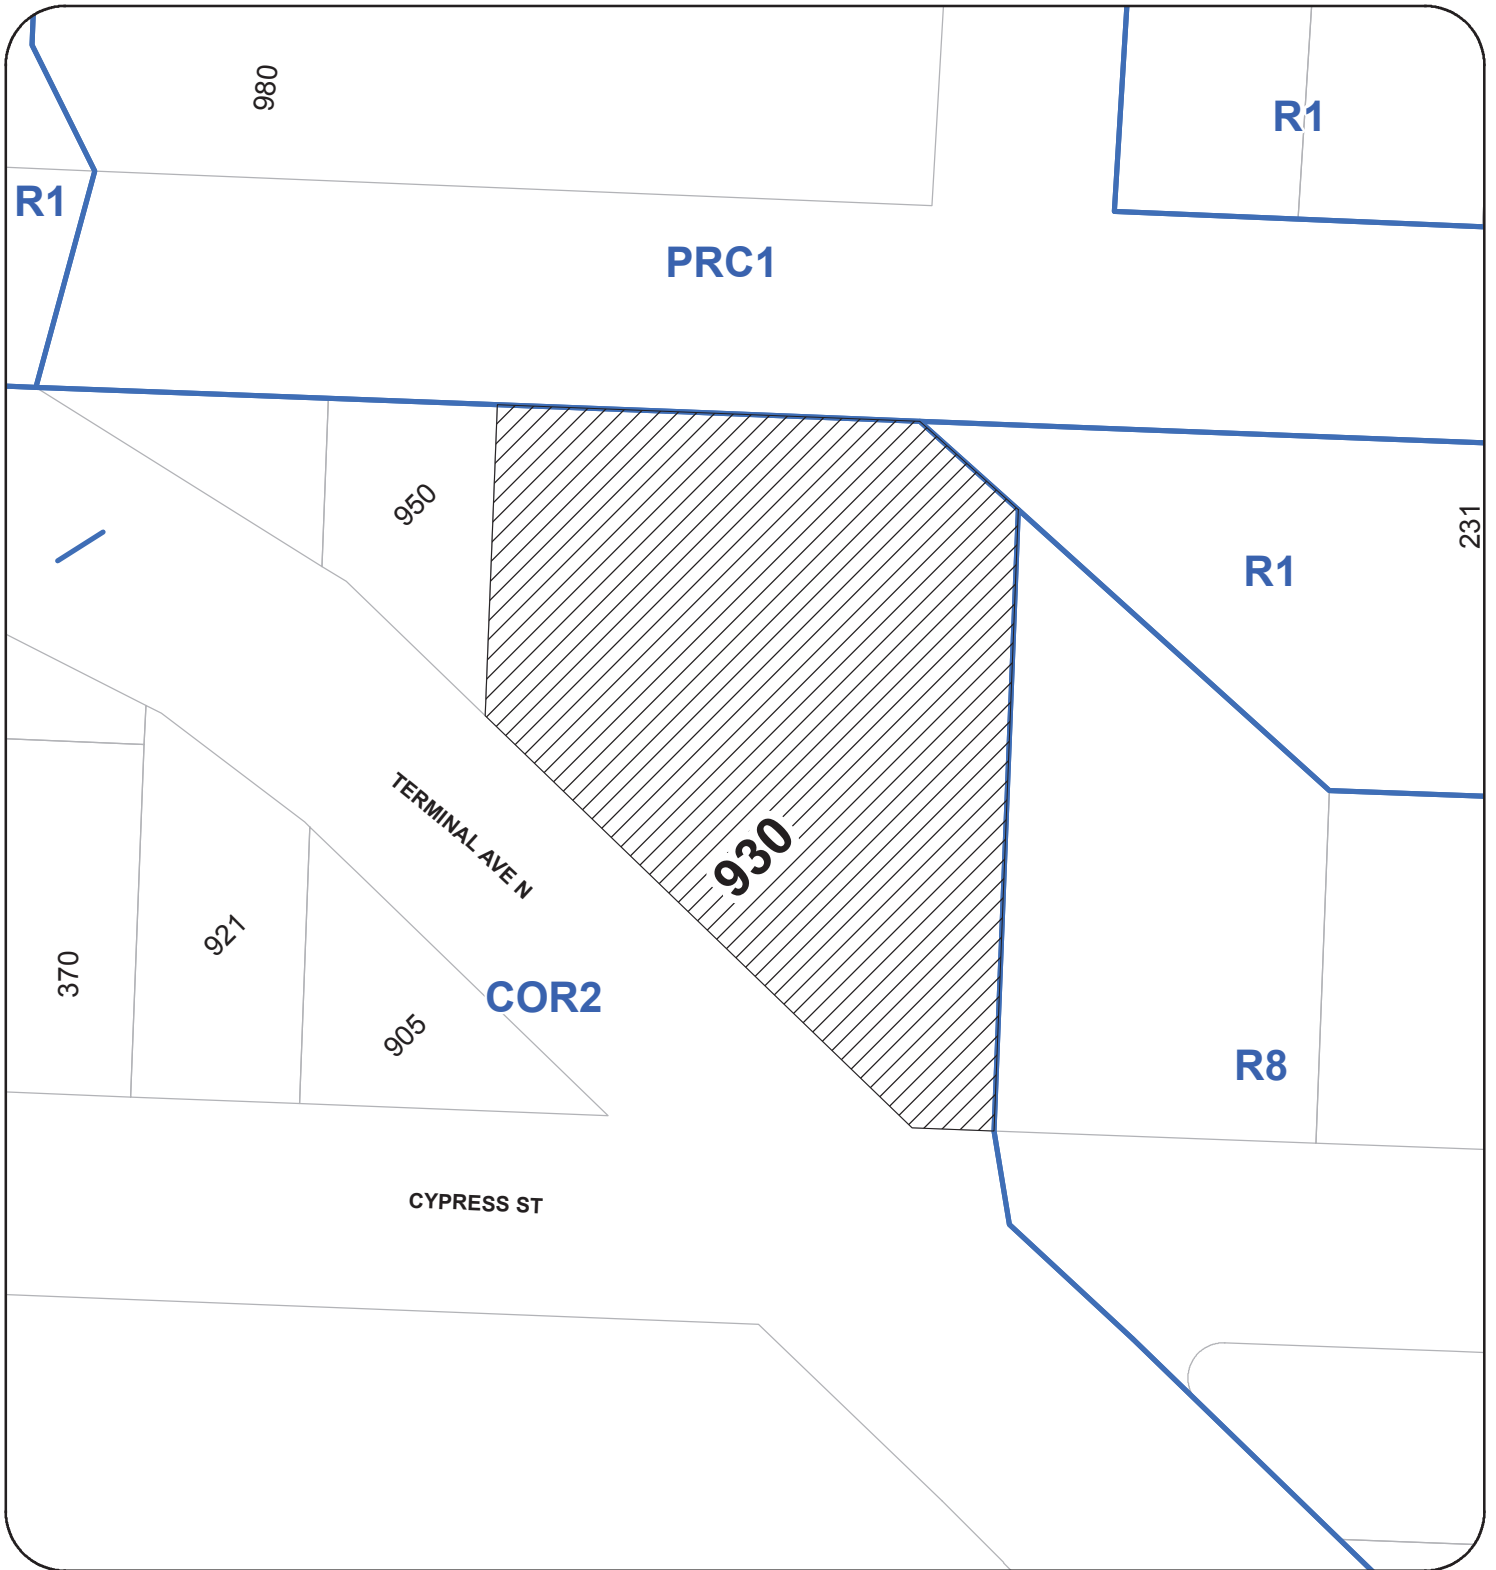 980
R1
R1
PRC1
950
231
R1
TERMINAL AVE N
930
921
370
COR2
905
R8
CYPRESS ST